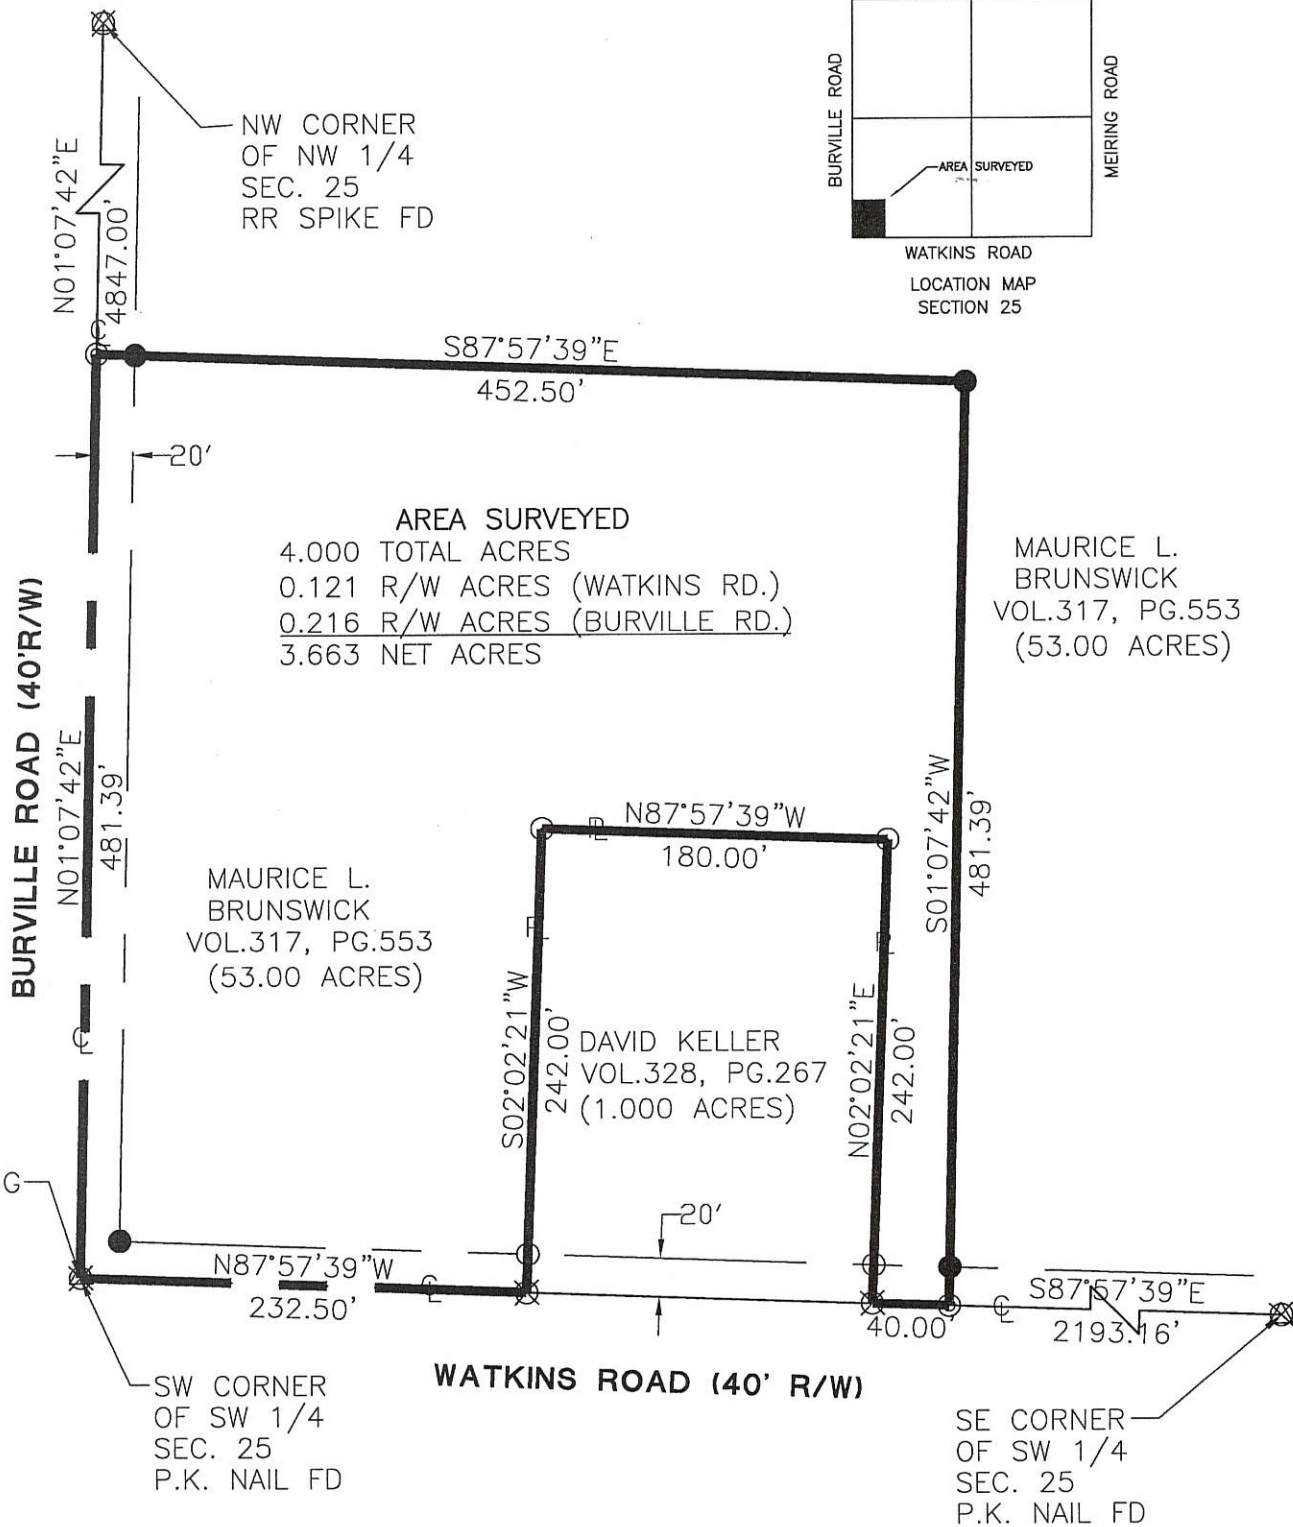 NW CORNER
OF NW 1/4
SEC. 25
RR SPIKE FD
N01°07'42"E
4847.00'
BURVILLE ROAD
MEIRING ROAD
AREA SURVEYED
WATKINS ROAD
LOCATION MAP
SECTION 25
S87°57'39"E
452.50'
20'
AREA SURVEYED
4.000 TOTAL ACRES
0.121 R/W ACRES (WATKINS RD.)
0.216 R/W ACRES (BURVILLE RD.)
3.663 NET ACRES
MAURICE L.
BRUNSWICK
VOL.317, PG.553
(53.00 ACRES)
BURVILLE ROAD (40'R/W)
N01°07'42"E
481.39'
S01°07'42"W
481.39'
N87°57'39"W
180.00'
MAURICE L.
BRUNSWICK
VOL.317, PG.553
(53.00 ACRES)
S02°02'21"W
242.00'
DAVID KELLER
VOL.328, PG.267
(1.000 ACRES)
N02°02'21"E
242.00'
G
20'
N87°57'39"W
232.50'
40.00'
S87°57'39"E
2193.16'
WATKINS ROAD (40' R/W)
SW CORNER
OF SW 1/4
SEC. 25
P.K. NAIL FD
SE CORNER
OF SW 1/4
SEC. 25
P.K. NAIL FD